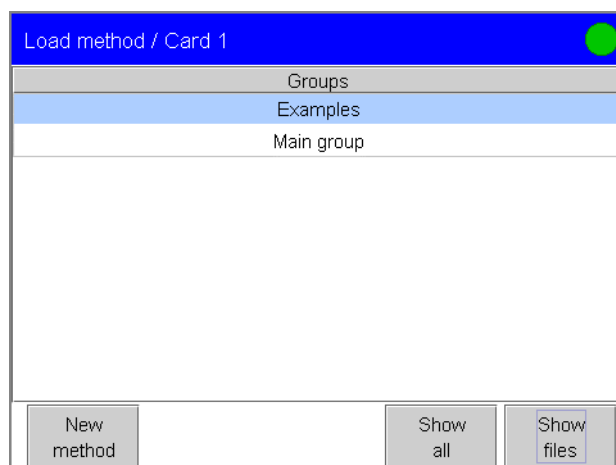 Load method / Card 1
Groups
Examples
Main group
New
method
Show
all
Show
files